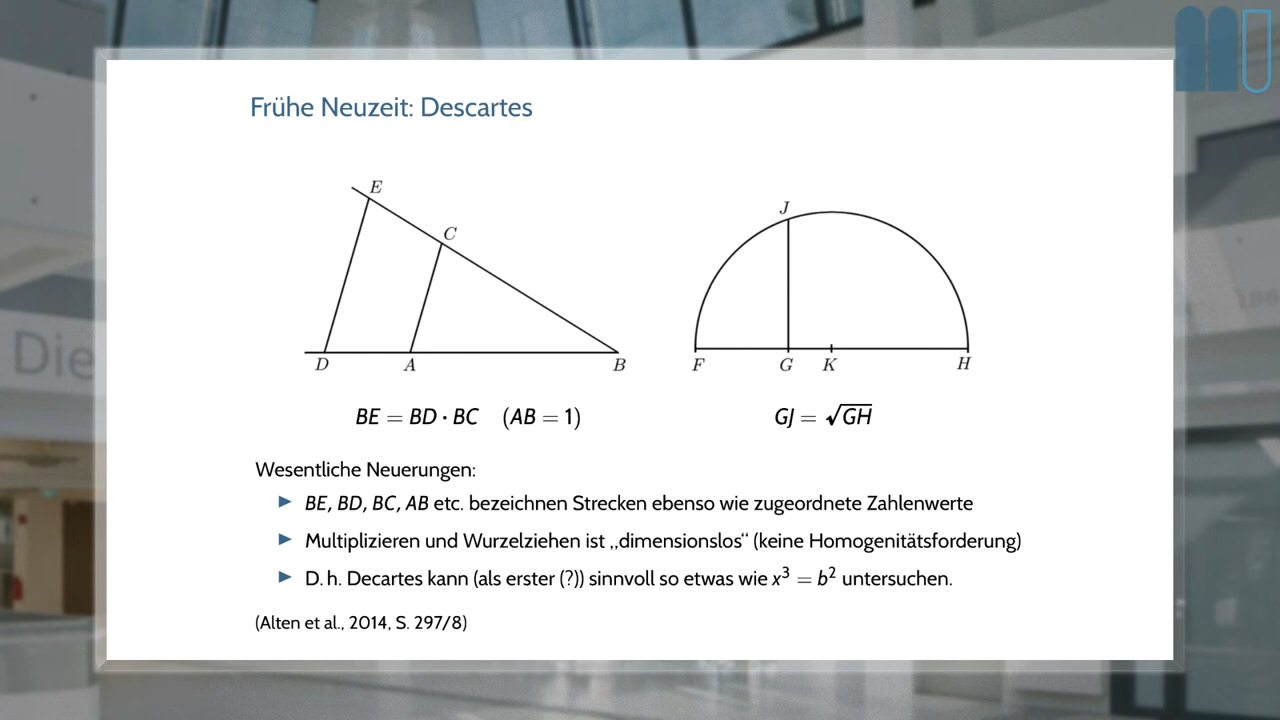 Frühe Neuzeit: Descartes
E
C
D
A
B
J
F
G
K
H
BE = BD · BC (AB = 1)
GJ = √GH
Wesentliche Neuerungen:
BE, BD, BC, AB etc. bezeichnen Strecken ebenso wie zugeordnete Zahlenwerte
Multiplizieren und Wurzelziehen ist „dimensionslos“ (keine Homogenitätsforderung)
D. h. Decartes kann (als erster (?)) sinnvoll so etwas wie x³ = b² untersuchen.
(Alten et al., 2014, S. 297/8)
Die